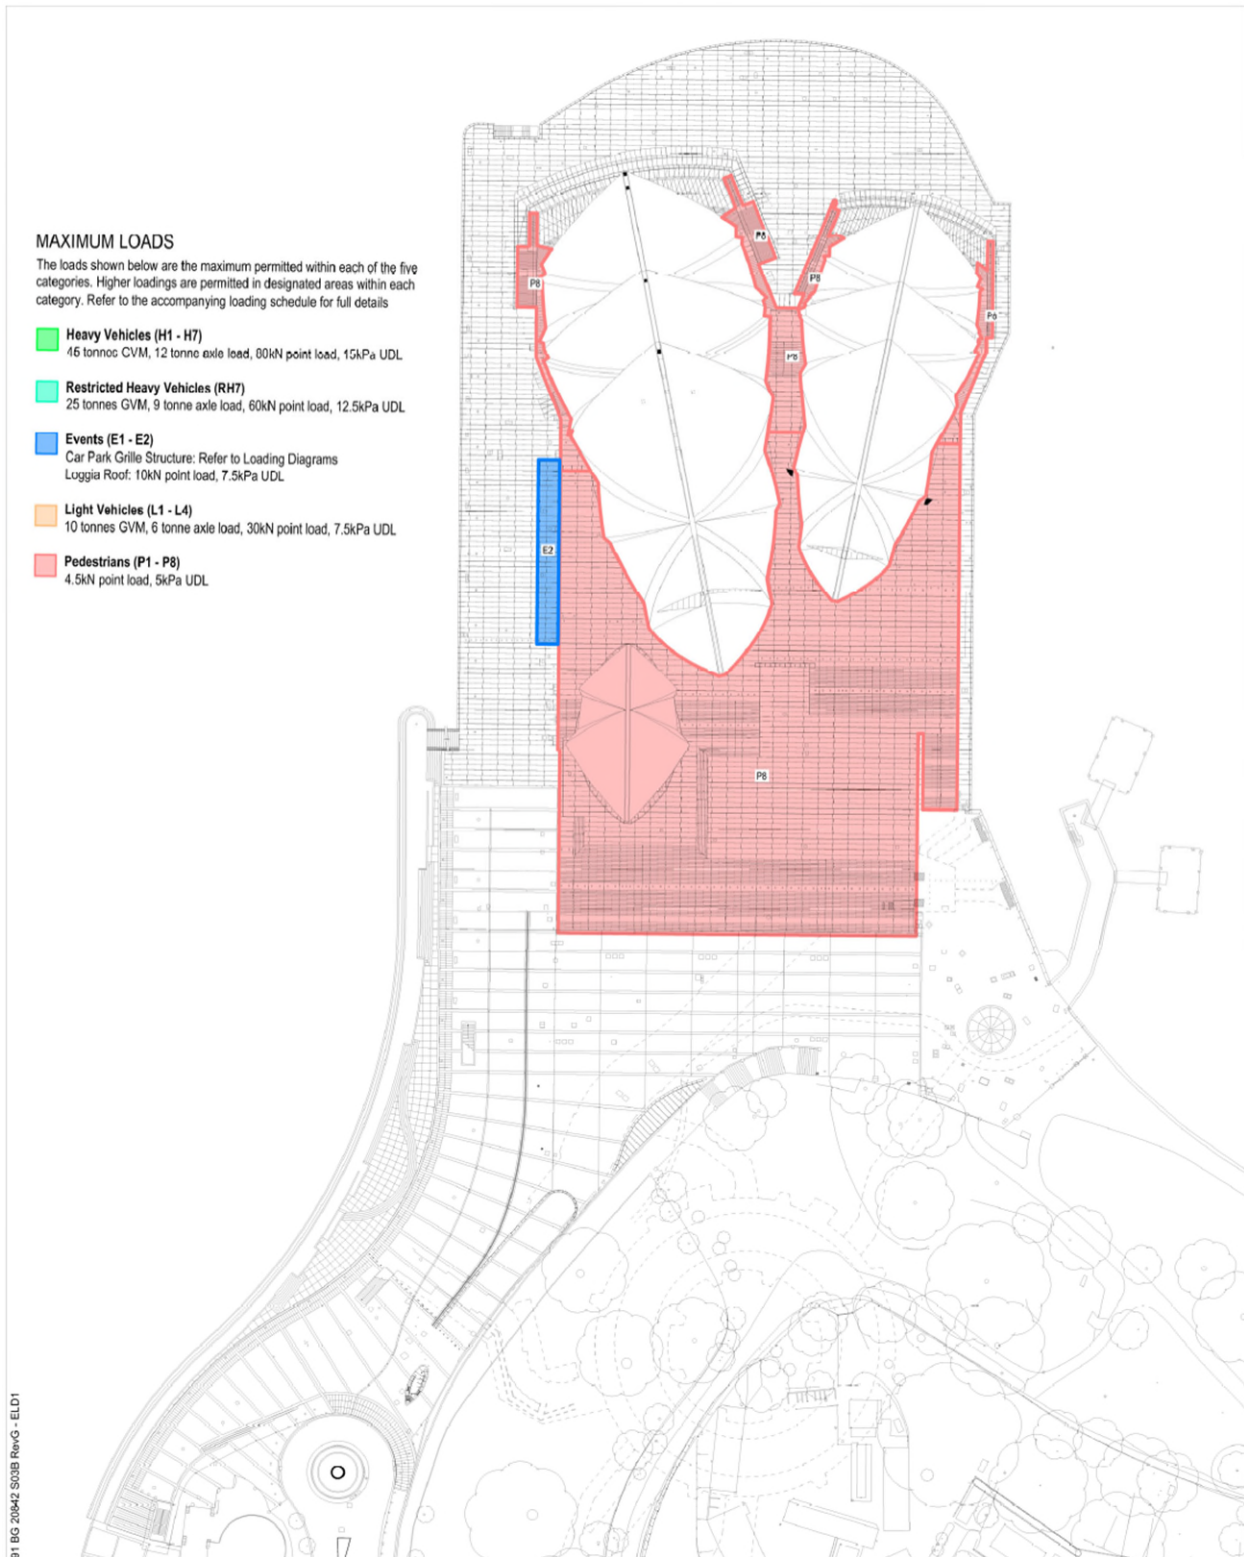 MAXIMUM LOADS
The loads shown below are the maximum permitted within each of the five
categories. Higher loadings are permitted in designated areas within each
category. Refer to the accompanying loading schedule for full details
Heavy Vehicles (H1 - H7)
45 tonnes GVM, 12 tonne axle load, 80kN point load, 15kPa UDL
Restricted Heavy Vehicles (RH7)
25 tonnes GVM, 9 tonne axle load, 60kN point load, 12.5kPa UDL
Events (E1 - E2)
Car Park Grille Structure: Refer to Loading Diagrams
Loggia Roof: 10kN point load, 7.5kPa UDL
Light Vehicles (L1 - L4)
10 tonnes GVM, 6 tonne axle load, 30kN point load, 7.5kPa UDL
Pedestrians (P1 - P8)
4.5kN point load, 5kPa UDL
P8
P8
P8
P8
P8
E2
P8
91 BG 20842 S03B RevG - ELD1